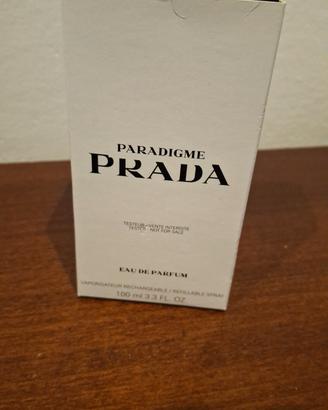 PARADIGME
PRADA
TESTEUR - VENTE INTERDITE
TESTER - NOT FOR SALE
EAU DE PARFUM
VAPORISATEUR RECHARGEABLE / REFILLABLE SPRAY
100 ml 3.3 FL. OZ